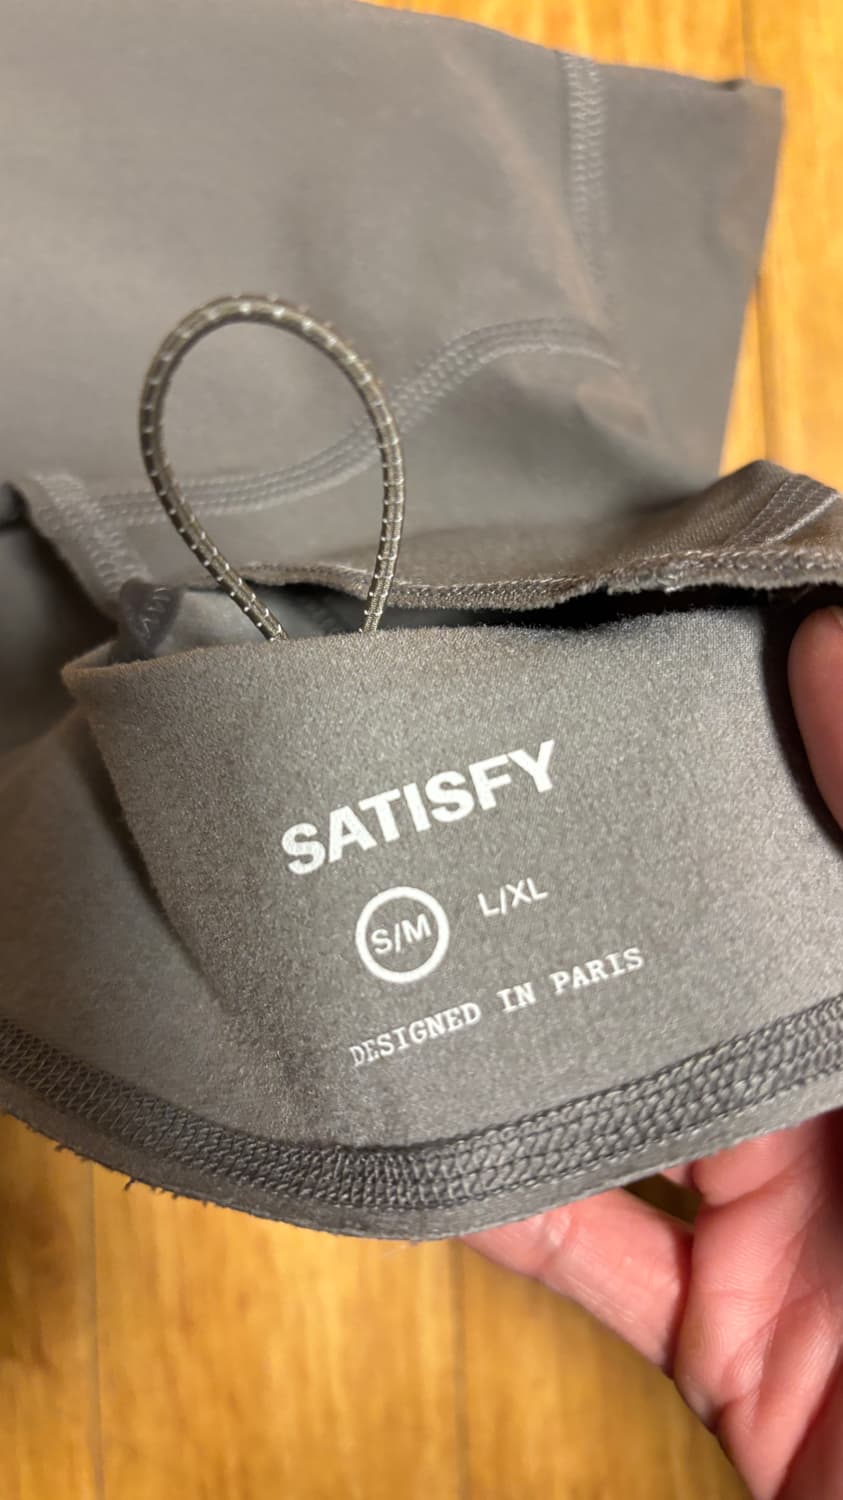 SATISFY
S/M L/XL
DESIGNED IN PARIS